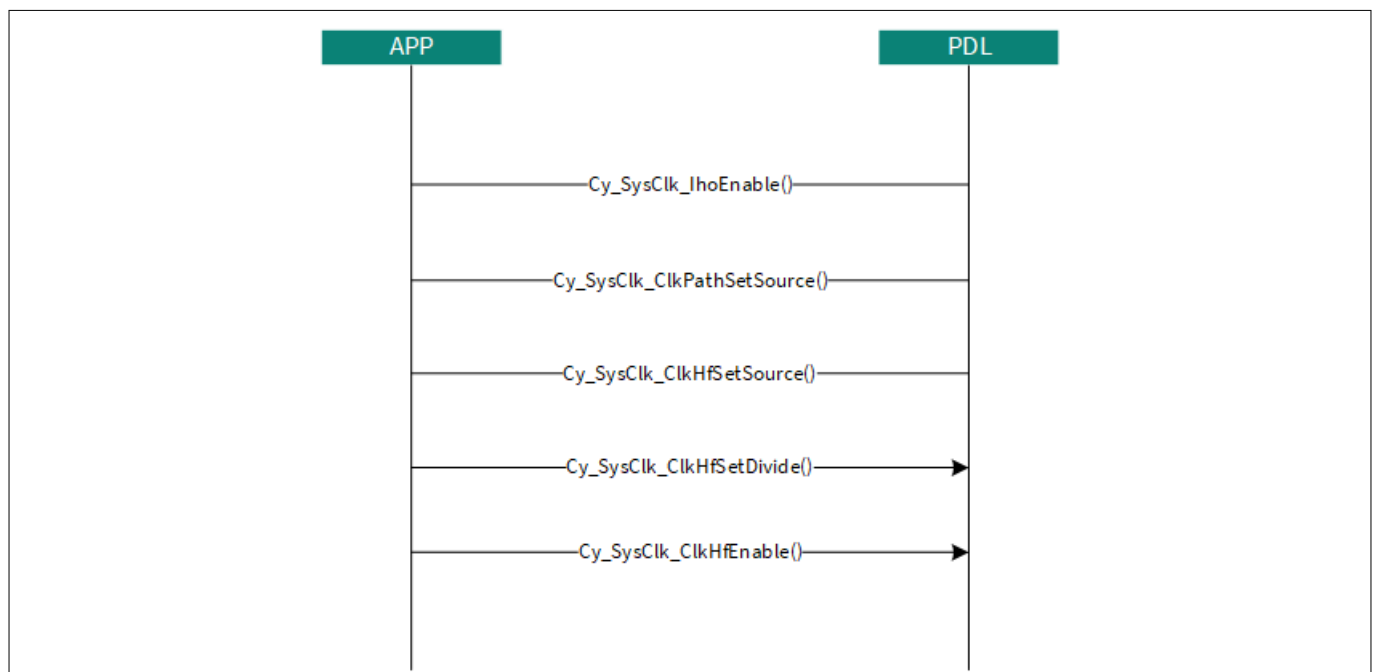 APP
PDL
Cy_SysClk_IhoEnable()
Cy_SysClk_ClkPathSetSource()
Cy_SysClk_ClkHfSetSource()
Cy_SysClk_ClkHfSetDivide()
Cy_SysClk_ClkHfEnable()